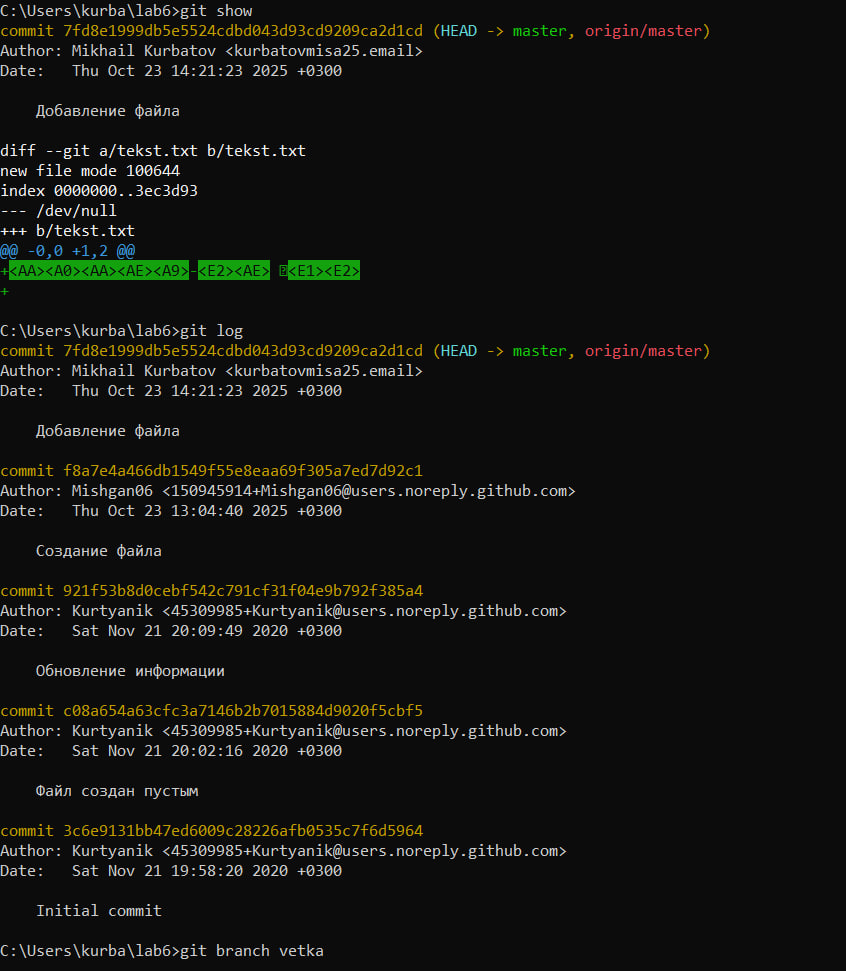 C:\Users\kurba\lab6>git show
commit 7fd8e1999db5e5524cdbd043d93cd9209ca2d1cd (HEAD -> master, origin/master)
Author: Mikhail Kurbatov <kurbatovmisa25.email>
Date:   Thu Oct 23 14:21:23 2025 +0300
    Добавление файла
diff --git a/tekst.txt b/tekst.txt
new file mode 100644
index 0000000..3ec3d93
--- /dev/null
+++ b/tekst.txt
@@ -0,0 +1,2 @@
+<AA><A0><AA><AE><A9>-<E2><AE> <E1><E2>
+
C:\Users\kurba\lab6>git log
commit 7fd8e1999db5e5524cdbd043d93cd9209ca2d1cd (HEAD -> master, origin/master)
Author: Mikhail Kurbatov <kurbatovmisa25.email>
Date:   Thu Oct 23 14:21:23 2025 +0300
    Добавление файла
commit f8a7e4a466db1549f55e8eaa69f305a7ed7d92c1
Author: Mishgan06 <150945914+Mishgan06@users.noreply.github.com>
Date:   Thu Oct 23 13:04:40 2025 +0300
    Создание файла
commit 921f53b8d0cebf542c791cf31f04e9b792f385a4
Author: Kurtyanik <45309985+Kurtyanik@users.noreply.github.com>
Date:   Sat Nov 21 20:09:49 2020 +0300
    Обновление информации
commit c08a654a63cfc3a7146b2b7015884d9020f5cbf5
Author: Kurtyanik <45309985+Kurtyanik@users.noreply.github.com>
Date:   Sat Nov 21 20:02:16 2020 +0300
    Файл создан пустым
commit 3c6e9131bb47ed6009c28226afb0535c7f6d5964
Author: Kurtyanik <45309985+Kurtyanik@users.noreply.github.com>
Date:   Sat Nov 21 19:58:20 2020 +0300
    Initial commit
C:\Users\kurba\lab6>git branch vetka